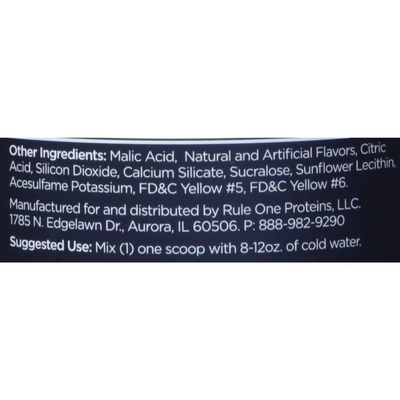 Other Ingredients: Malic Acid, Natural and Artificial Flavors, Citric
Acid, Silicon Dioxide, Calcium Silicate, Sucralose, Sunflower Lecithin,
Acesulfame Potassium, FD&C Yellow #5, FD&C Yellow #6.
Manufactured for and distributed by Rule One Proteins, LLC.
1785 N. Edgelawn Dr., Aurora, IL 60506. P: 888-982-9290
Suggested Use: Mix (1) one scoop with 8-12oz. of cold water.